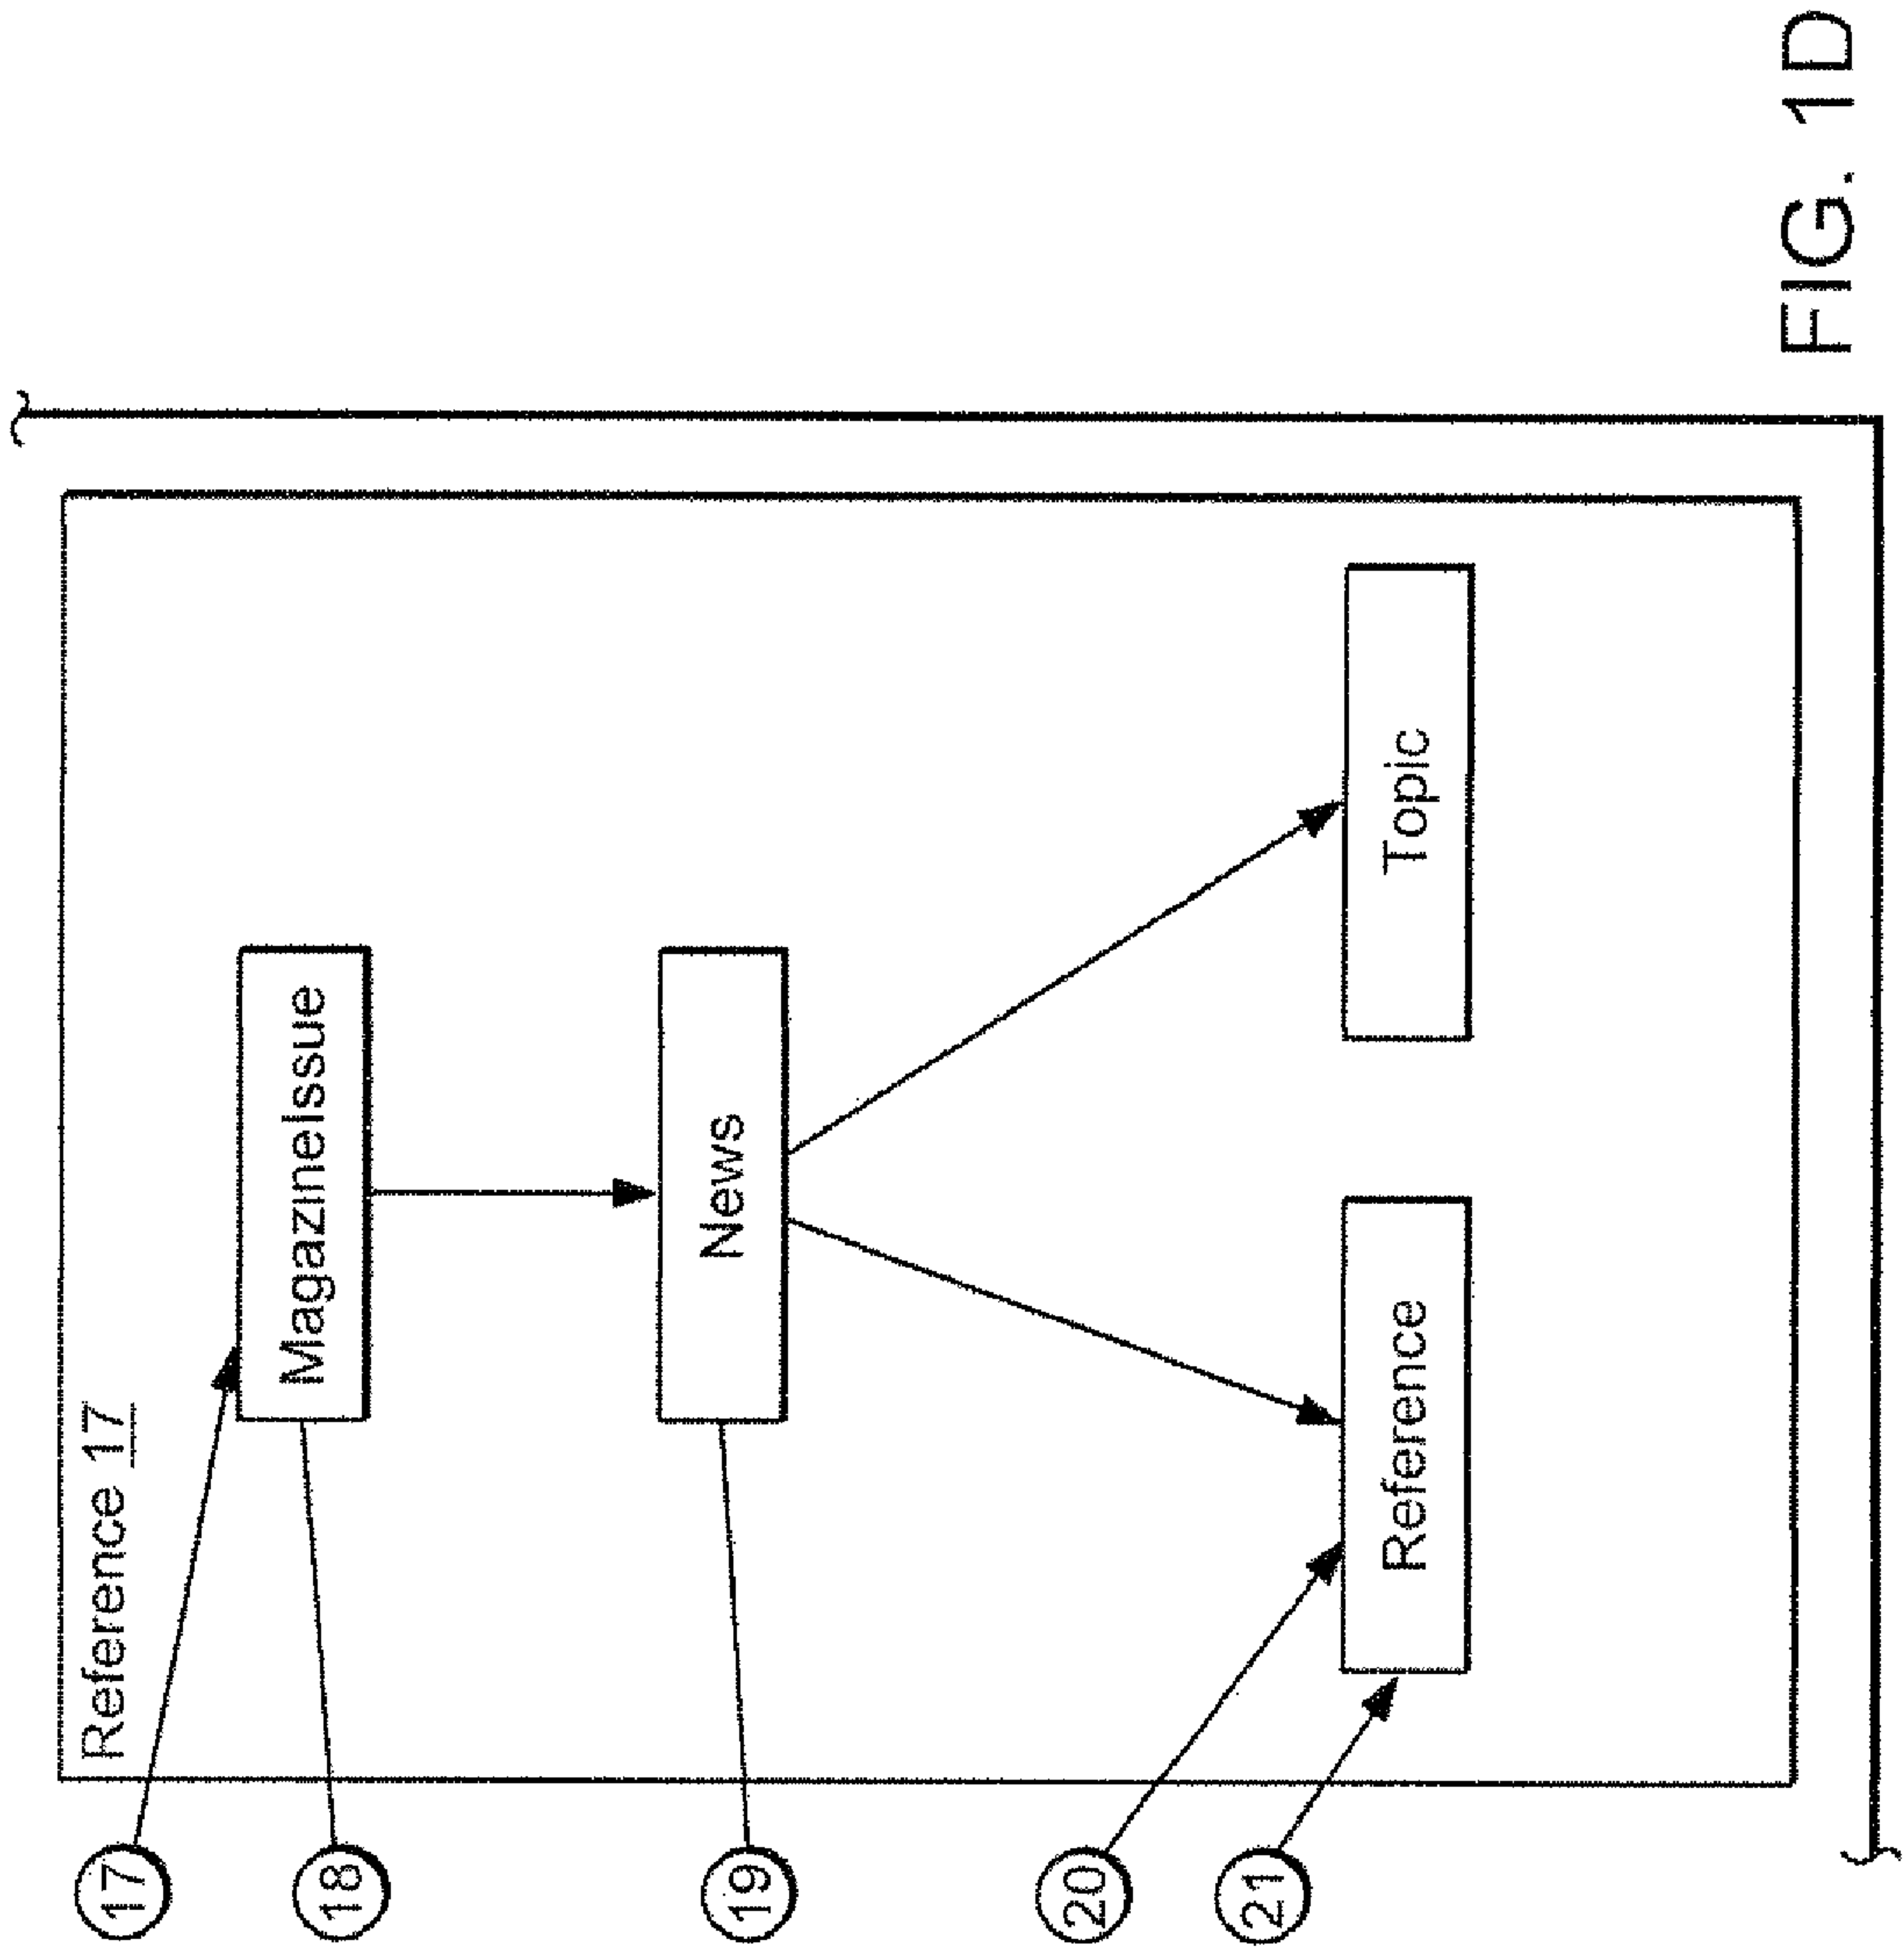 Reference 17
17
MagazineIssue
18
News
19
Reference
Topic
20
21
FIG. 1D